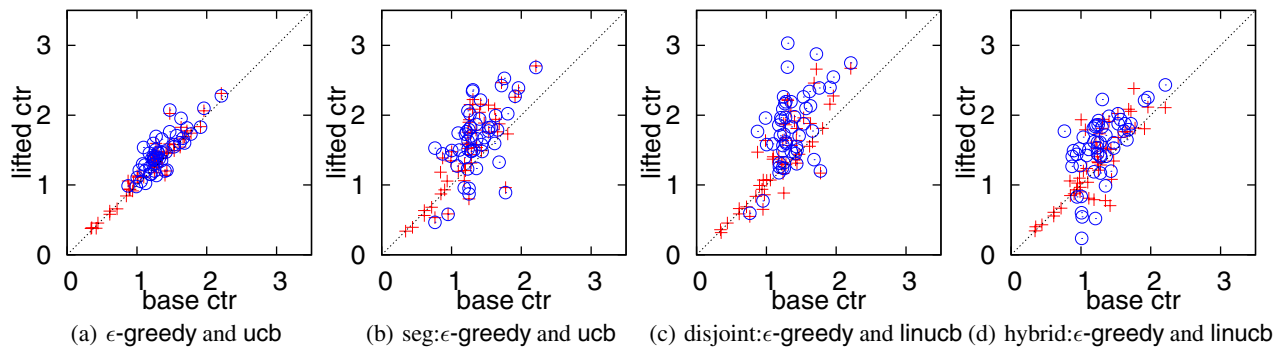 3
2
1
0
lifted ctr
0 1 2 3
base ctr
(a) ϵ-greedy and ucb
3
2
1
0
lifted ctr
0 1 2 3
base ctr
(b) seg:ϵ-greedy and ucb
3
2
1
0
lifted ctr
0 1 2 3
base ctr
(c) disjoint:ϵ-greedy and linucb
3
2
1
0
lifted ctr
0 1 2 3
base ctr
(d) hybrid:ϵ-greedy and linucb